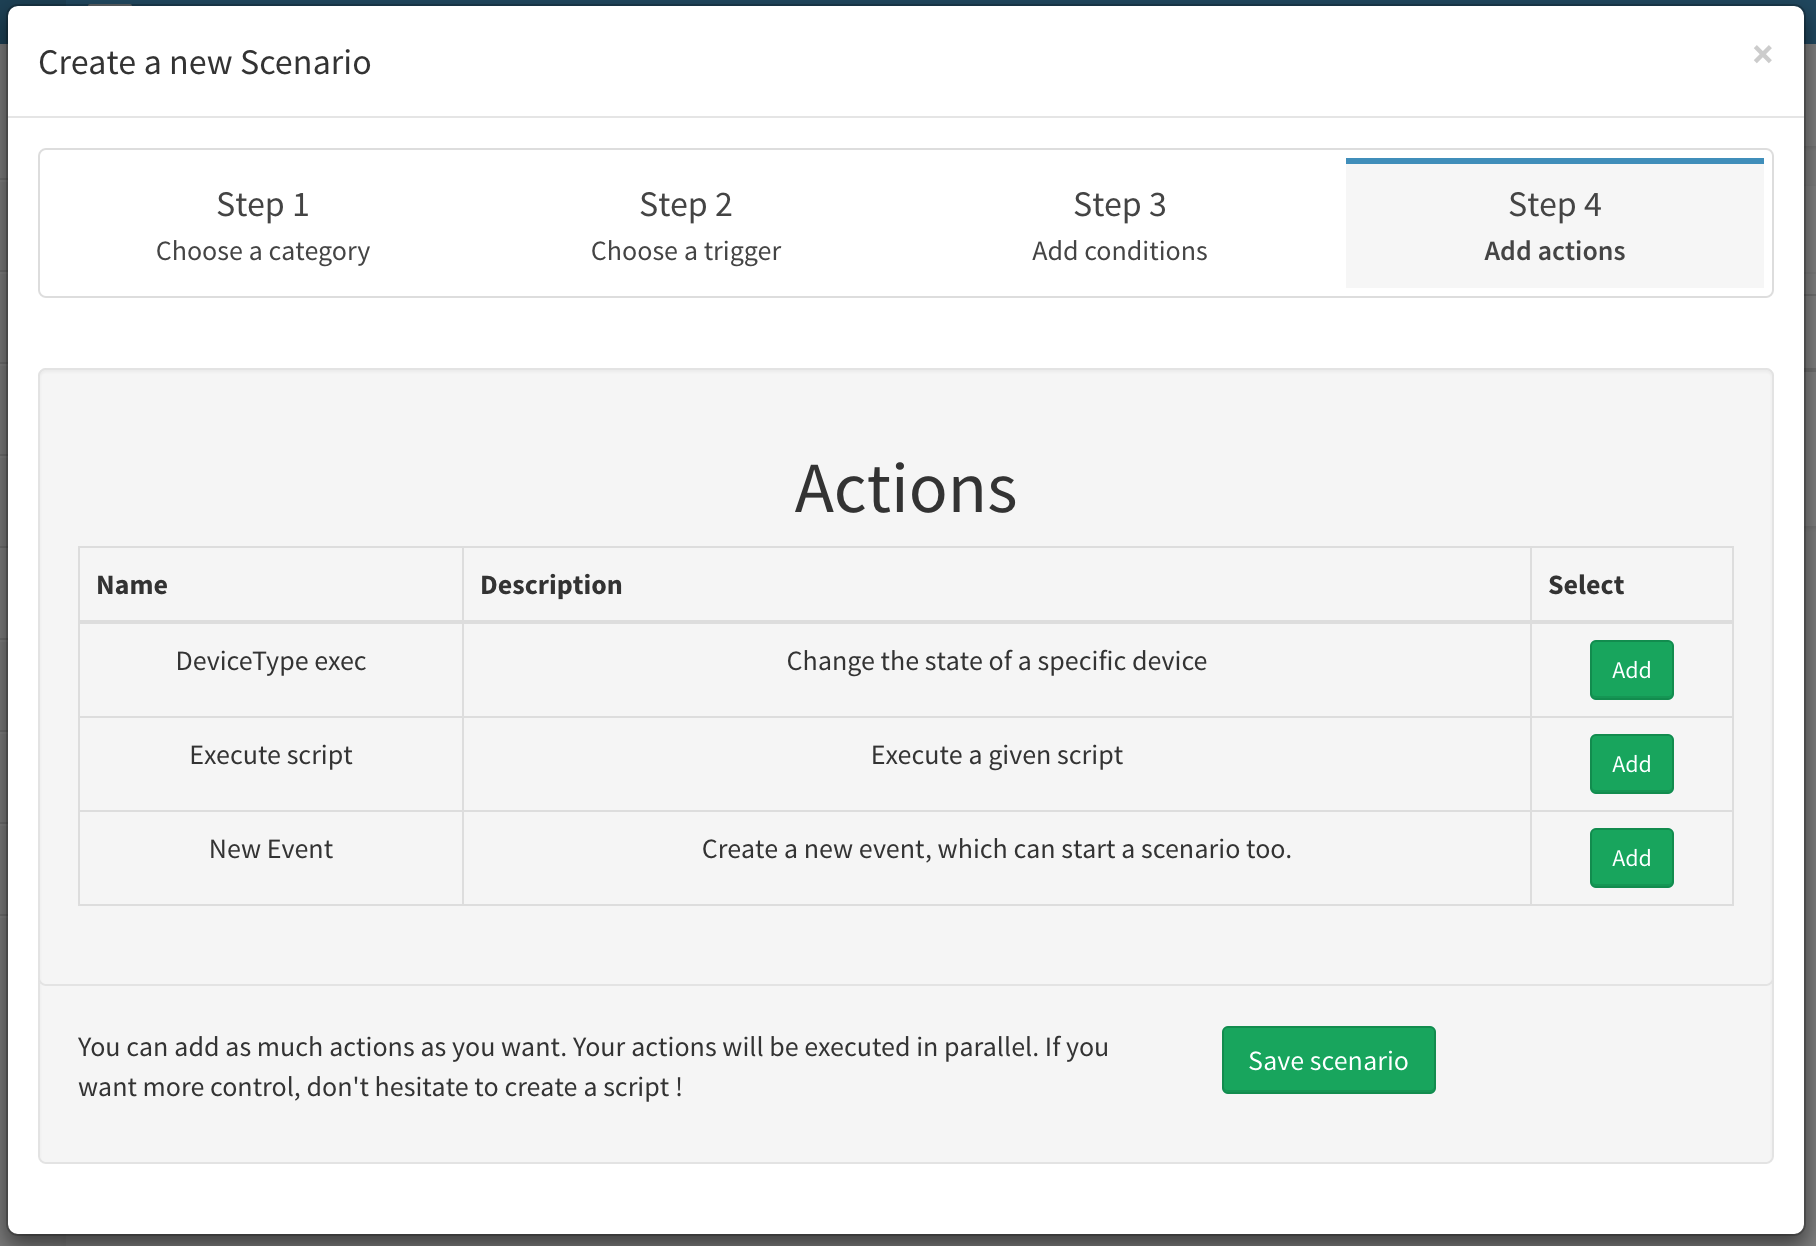 Create a new Scenario
×
Step 1
Choose a category
Step 2
Choose a trigger
Step 3
Add conditions
Step 4
Add actions
Actions
Name Description Select
DeviceType exec Change the state of a specific device Add
Execute script Execute a given script Add
New Event Create a new event, which can start a scenario too. Add
You can add as much actions as you want. Your actions will be executed in parallel. If you
want more control, don't hesitate to create a script !
Save scenario